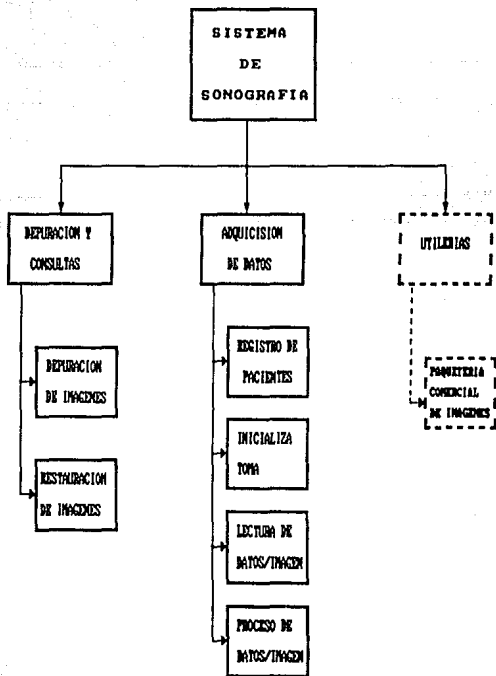 SISTEMA
DE
SONOGRAFIA
DEPURACION Y
CONSULTAS
DEPURACION
DE IMAGENES
RESTAURACION
DE IMAGENES
ADQUICISION
DE DATOS
REGISTRO DE
PACIENTES
INICIALIZA
TOMA
LECTURA DE
DATOS/IMAGEN
PROCESO DE
DATOS/IMAGEN
UTILERIAS
PAQUETERIA
COMERCIAL
DE IMAGENES